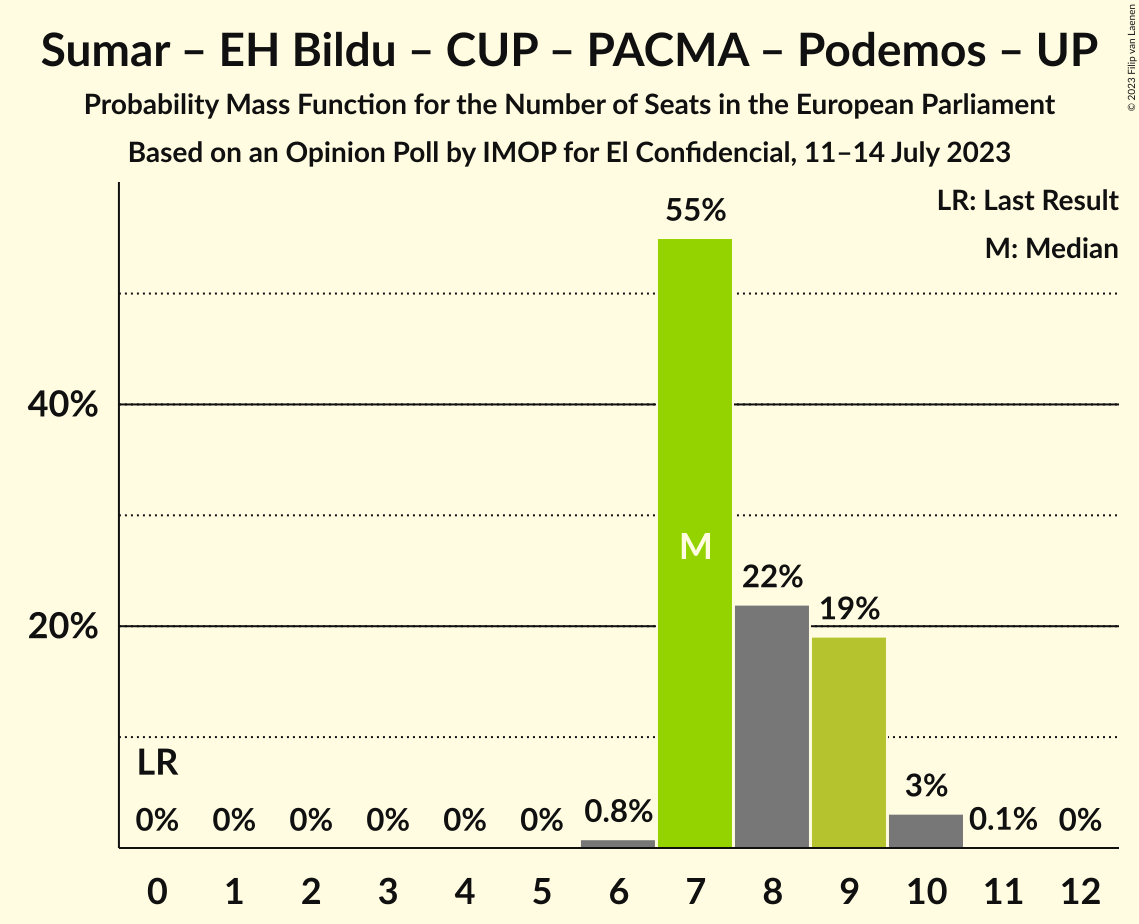 Sumar – EH Bildu – CUP – PACMA – Podemos – UP
Probability Mass Function for the Number of Seats in the European Parliament
Based on an Opinion Poll by IMOP for El Confidencial, 11–14 July 2023
© 2023 Filip van Laenen
LR: Last Result
M: Median
55%
40%
M
22%
19%
20%
LR
0% 0% 0% 0% 0% 0% 0.8% 3% 0.1% 0%
0 1 2 3 4 5 6 7 8 9 10 11 12